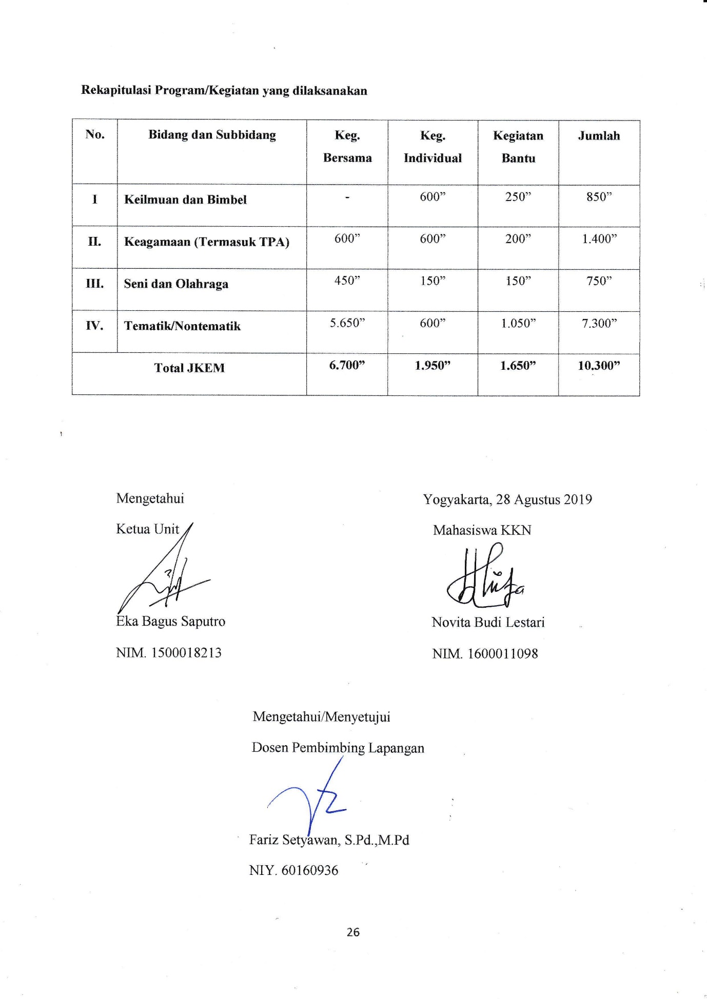 Rekapitulasi Program/Kegiatan yang dilaksanakan
No. Bidang dan Subbidang Keg. Bersama Keg. Individual Kegiatan Bantu Jumlah
I Keilmuan dan Bimbel - 600” 250” 850”
II. Keagamaan (Termasuk TPA) 600” 600” 200” 1.400”
III. Seni dan Olahraga 450” 150” 150” 750”
IV. Tematik/Nontematik 5.650” 600” 1.050” 7.300”
Total JKEM 6.700” 1.950” 1.650” 10.300”
Mengetahui
Yogyakarta, 28 Agustus 2019
Ketua Unit
Mahasiswa KKN
Eka Bagus Saputro
Novita Budi Lestari
NIM. 1500018213
NIM. 1600011098
Mengetahui/Menyetujui
Dosen Pembimbing Lapangan
Fariz Setyawan, S.Pd.,M.Pd
NIY. 60160936
26